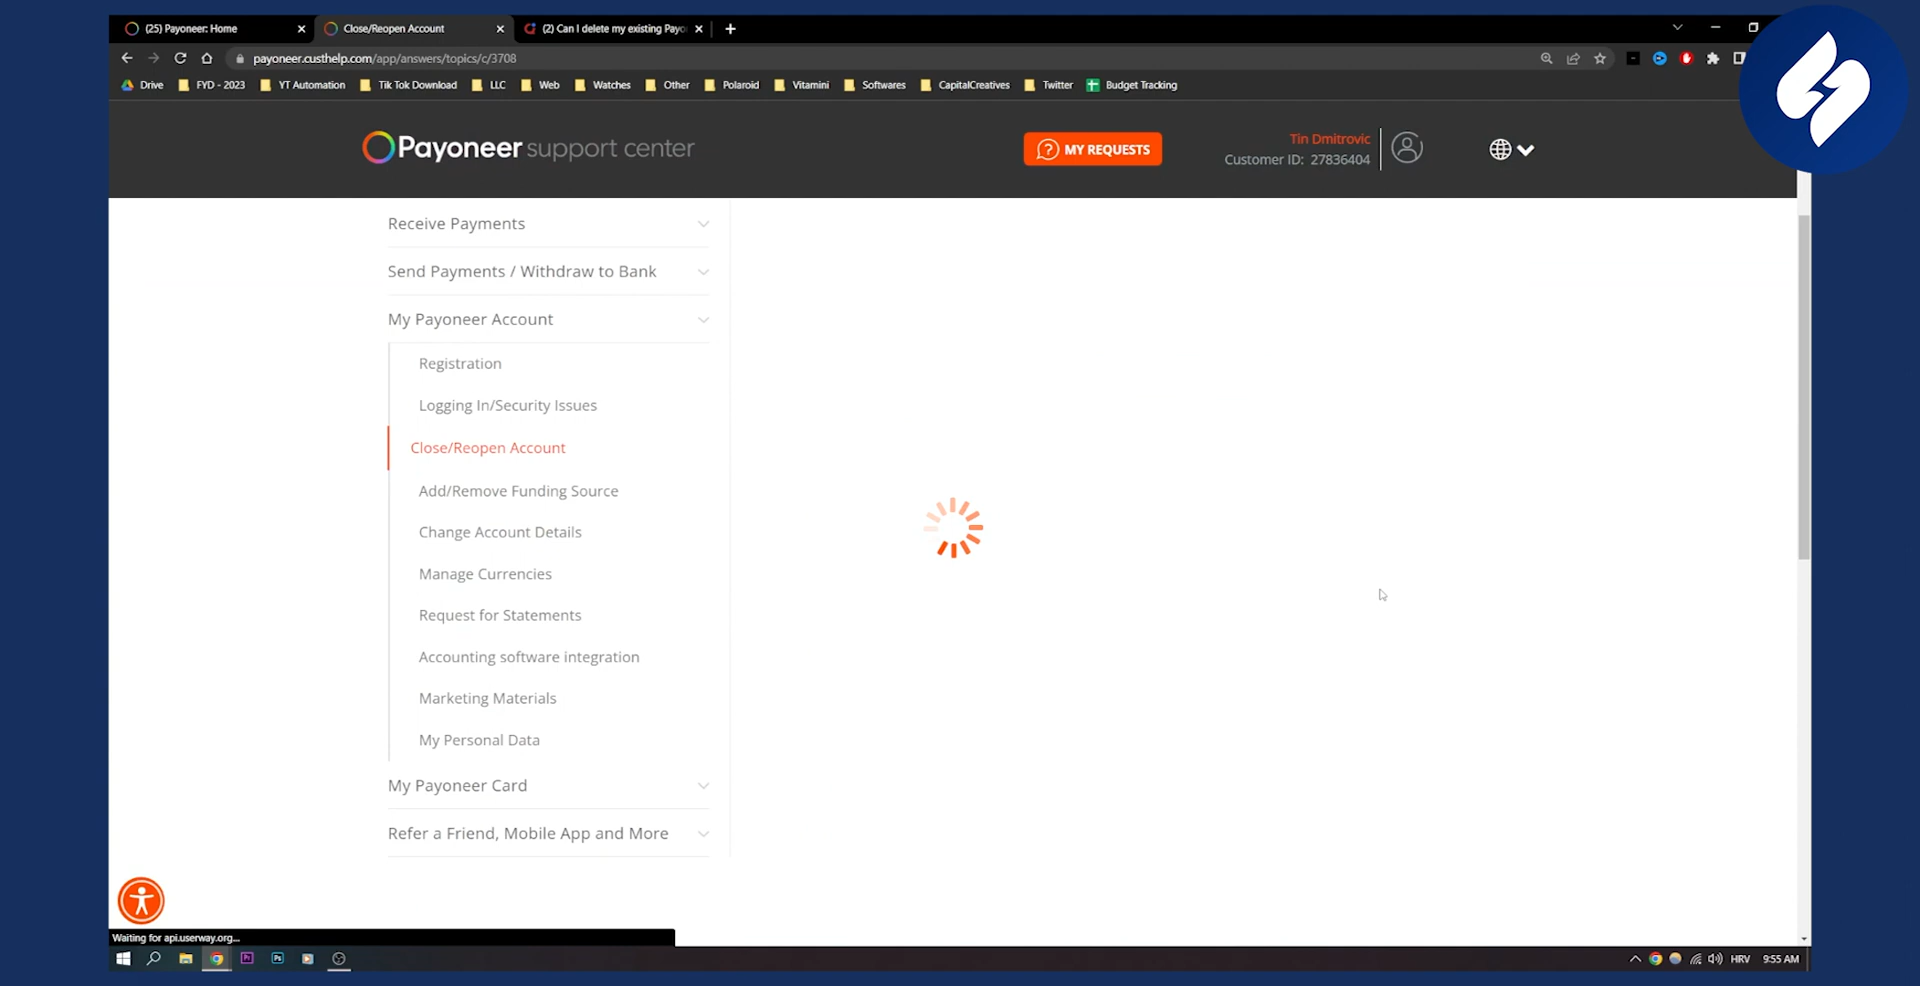 (25) Payoneer: Home
Close/Reopen Account
(2) Can I delete my existing Payo
payoneer.custhelp.com/app/answers/topics/c/3708
Drive FYD - 2023 YT Automation Tik Tok Download LLC Web Watches Other Polaroid Vitamini Softwares CapitalCreatives Twitter Budget Tracking
Payoneer support center
MY REQUESTS
Tin Dmitrovic
Customer ID: 27836404
Receive Payments
Send Payments / Withdraw to Bank
My Payoneer Account
Registration
Logging In/Security Issues
Close/Reopen Account
Add/Remove Funding Source
Change Account Details
Manage Currencies
Request for Statements
Accounting software integration
Marketing Materials
My Personal Data
My Payoneer Card
Refer a Friend, Mobile App and More
Waiting for api.userway.org...
Pr
Ps
HRV 9:55 AM